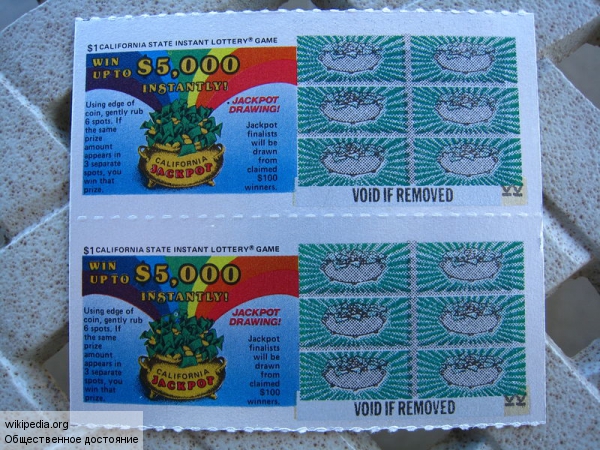 $1 CALIFORNIA STATE INSTANT LOTTERY® GAME
WIN
UP TO $5,000
INSTANTLY!
Using edge of
coin, gently rub
6 spots. If
the same
prize
amount
appears in
3 separate
spots, you
win that
prize.
CALIFORNIA
JACKPOT
JACKPOT
DRAWING!
Jackpot
finalists
will be
drawn
from
claimed
$100
winners.
VOID IF REMOVED
$1 CALIFORNIA STATE INSTANT LOTTERY® GAME
WIN
UP TO $5,000
INSTANTLY!
Using edge of
coin, gently rub
6 spots. If
the same
prize
amount
appears in
3 separate
spots, you
win that
prize.
CALIFORNIA
JACKPOT
JACKPOT
DRAWING!
Jackpot
finalists
will be
drawn
from
claimed
$100
winners.
VOID IF REMOVED
wikipedia.org
Общественное достояние